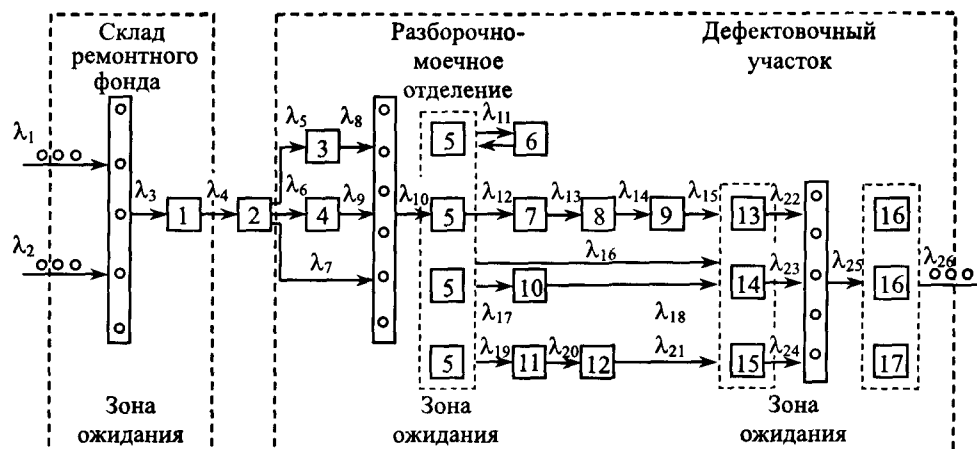 Склад
ремонтного
фонда
Разборочно-
моечное
отделение
Дефектовочный
участок
λ1
λ2
λ3
1
λ4
2
λ5
3
λ8
λ6
4
λ9
λ7
λ10
5
λ11
6
5
λ12
7
λ13
8
λ14
9
λ15
13
λ22
16
λ16
5
λ17
10
λ18
14
λ23
λ25
16
λ26
5
λ19
11
λ20
12
λ21
15
λ24
17
Зона
ожидания
Зона
ожидания
Зона
ожидания